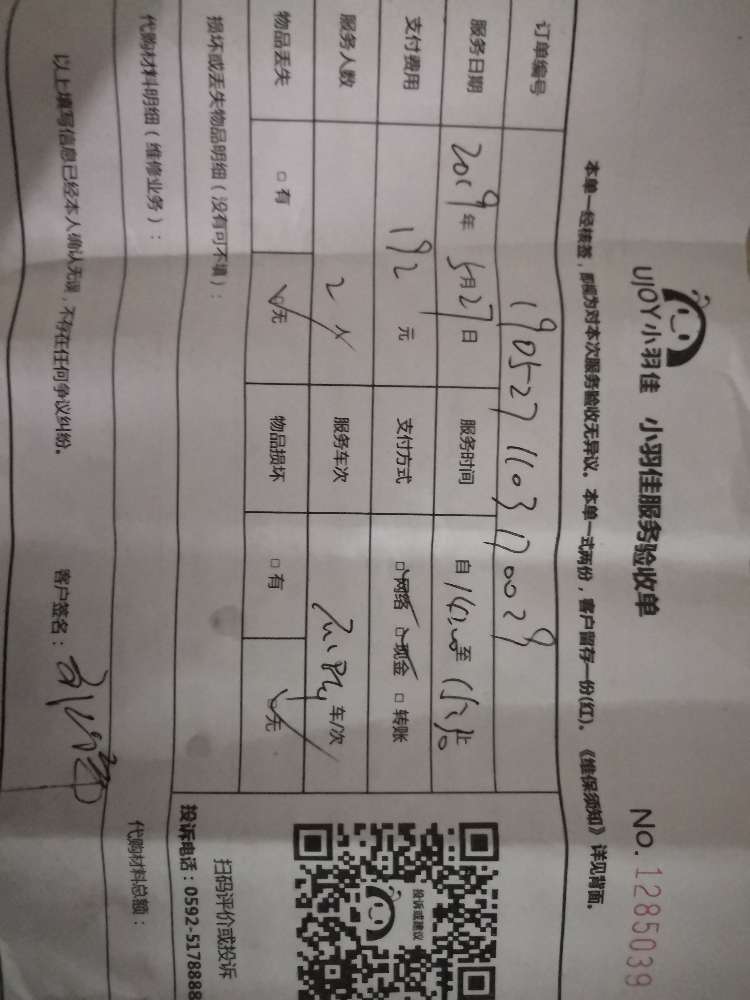 UJOY小羽佳 小羽佳服务验收单 No. 1285039
本单一经核签，即视为对本次服务验收无异议。本单一式两份，客户留存一份(红)。《维保须知》详见背面。
订单编号 1905271103170029
服务日期 2019年 5月27日 服务时间 自 14:00至 止
支付费用 192 元 支付方式 □网络 □现金 □转账
服务人数 2人 服务车次 车/次
物品丢失 □有 □无 物品损坏 □有 □无
损坏或丢失物品明细（没有可不填）：
投诉或建议
扫码评价或投诉
投诉电话：0592-5178888
代购材料明细（维修业务）： 代购材料总额：
以上填写信息已经本人确认无误，不存在任何争议纠纷。 客户签名：